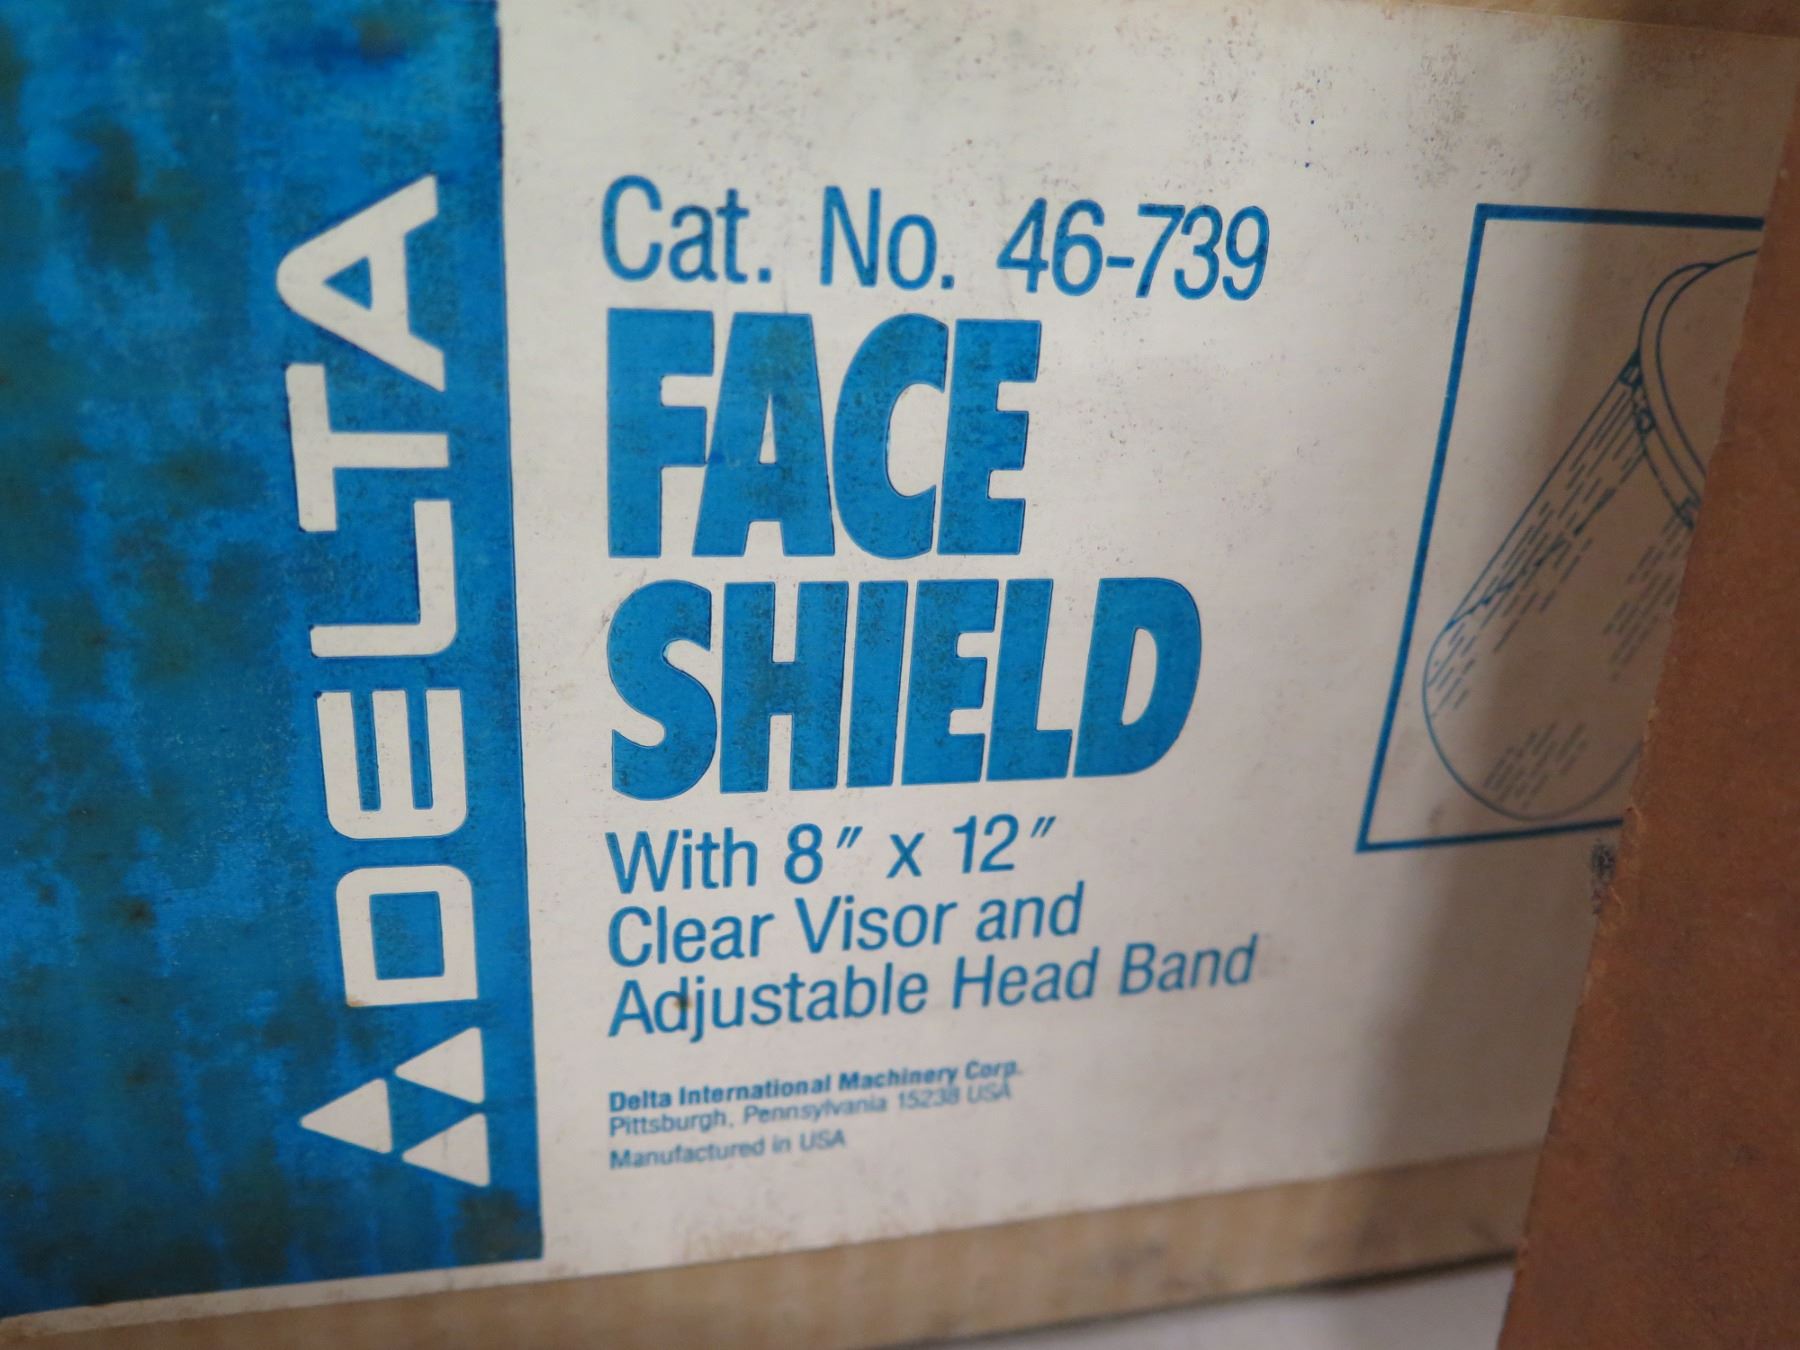 DELTA
Cat. No. 46-739
FACE
SHIELD
With 8" x 12"
Clear Visor and
Adjustable Head Band
Delta International Machinery Corp.
Pittsburgh, Pennsylvania 15238 USA
Manufactured in USA